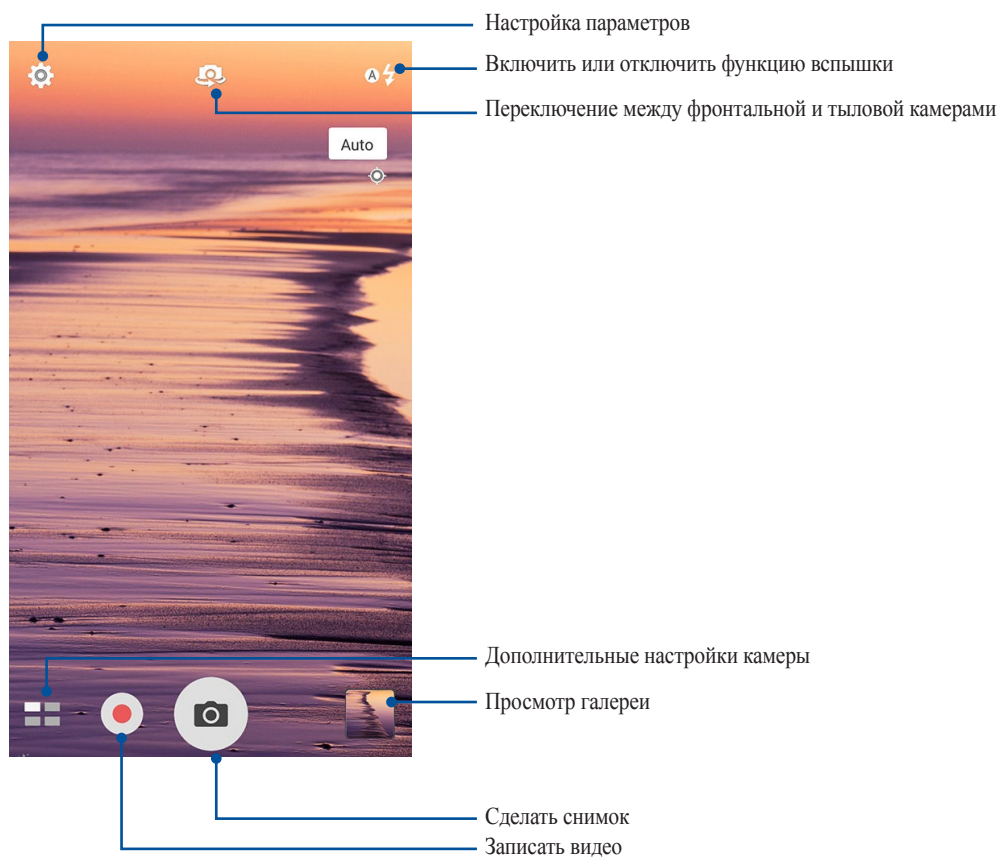 Настройка параметров
Включить или отключить функцию вспышки
Переключение между фронтальной и тыловой камерами
A
Auto
Дополнительные настройки камеры
Просмотр галереи
Сделать снимок
Записать видео